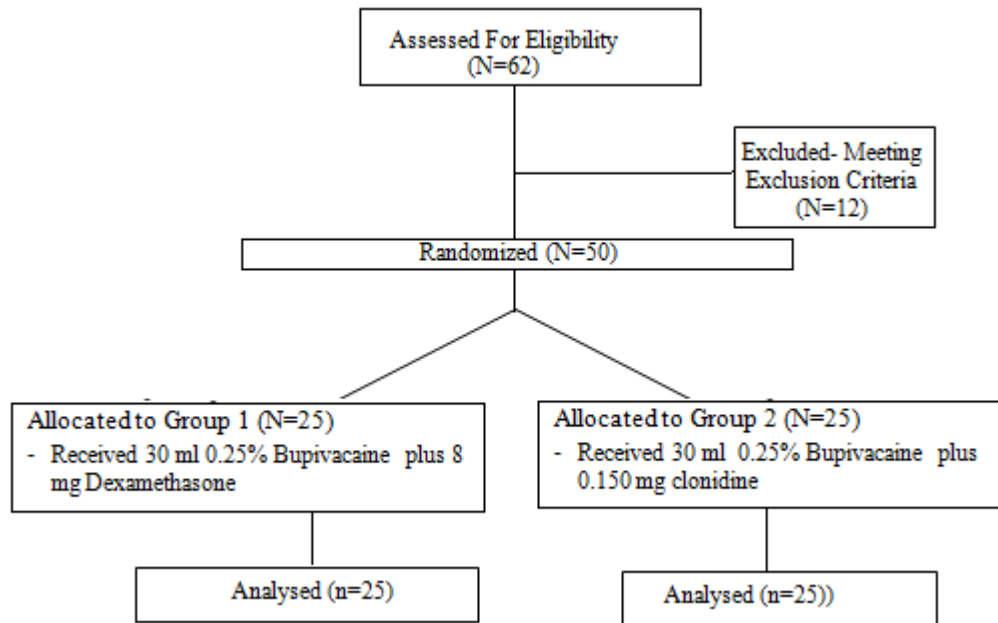 Assessed For Eligibility
(N=62)
Excluded- Meeting
Exclusion Criteria
(N=12)
Randomized (N=50)
Allocated to Group 1 (N=25)
- Received 30 ml 0.25% Bupivacaine plus 8
mg Dexamethasone
Allocated to Group 2 (N=25)
- Received 30 ml 0.25% Bupivacaine plus
0.150 mg clonidine
Analysed (n=25)
Analysed (n=25))